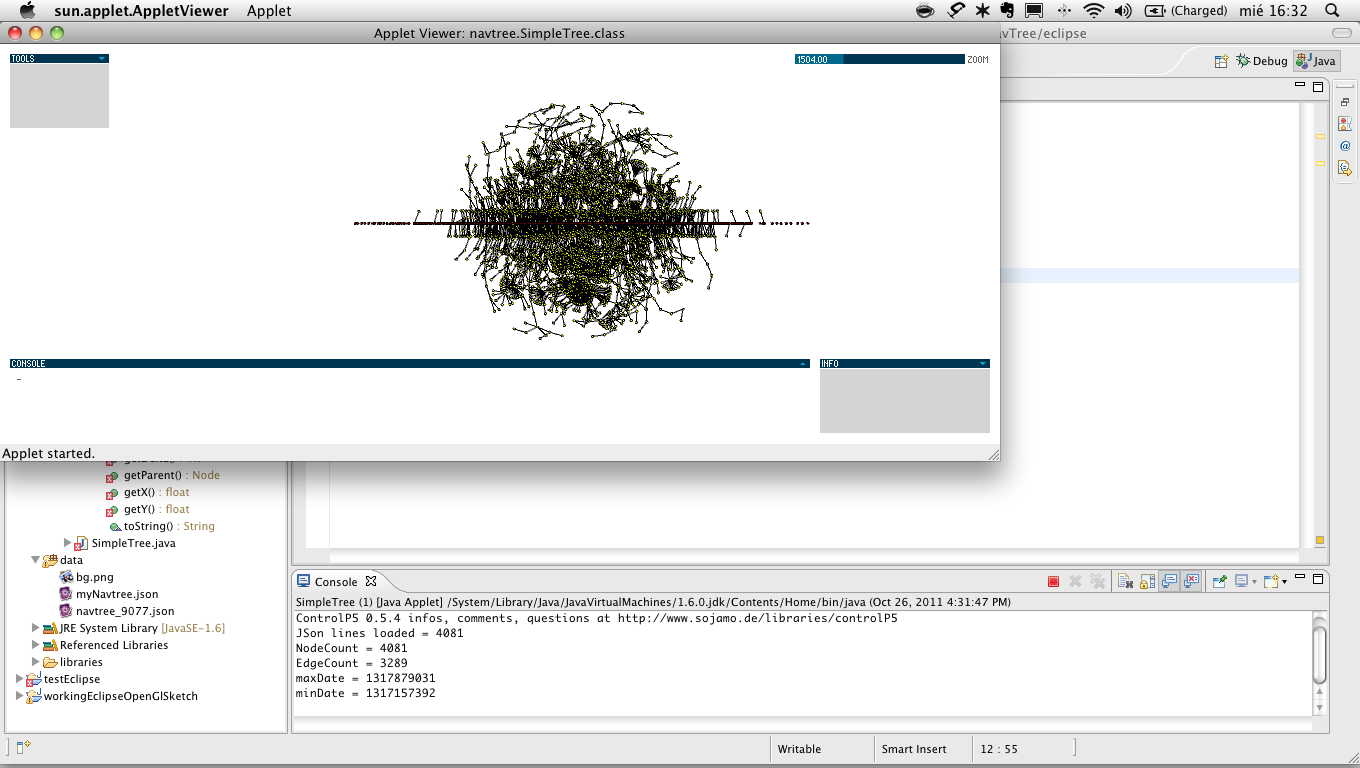 sun.applet.AppletViewer Applet (Charged) mié 16:32
Applet Viewer: navtree.SimpleTree.class
avTree/eclipse
TOOLS
1504.00 ZOOM
Debug Java
CONSOLE
INFO
Applet started.
getParent() : Node
getX() : float
getY() : float
toString() : String
SimpleTree.java
data
bg.png
myNavtree.json
navtree_9077.json
JRE System Library [JavaSE-1.6]
Referenced Libraries
libraries
testEclipse
workingEclipseOpenGlSketch
Console
SimpleTree (1) [Java Applet] /System/Library/Java/JavaVirtualMachines/1.6.0.jdk/Contents/Home/bin/java (Oct 26, 2011 4:31:47 PM)
ControlP5 0.5.4 infos, comments, questions at http://www.sojamo.de/libraries/controlP5
JSon lines loaded = 4081
NodeCount = 4081
EdgeCount = 3289
maxDate = 1317879031
minDate = 1317157392
Writable Smart Insert 12 : 55